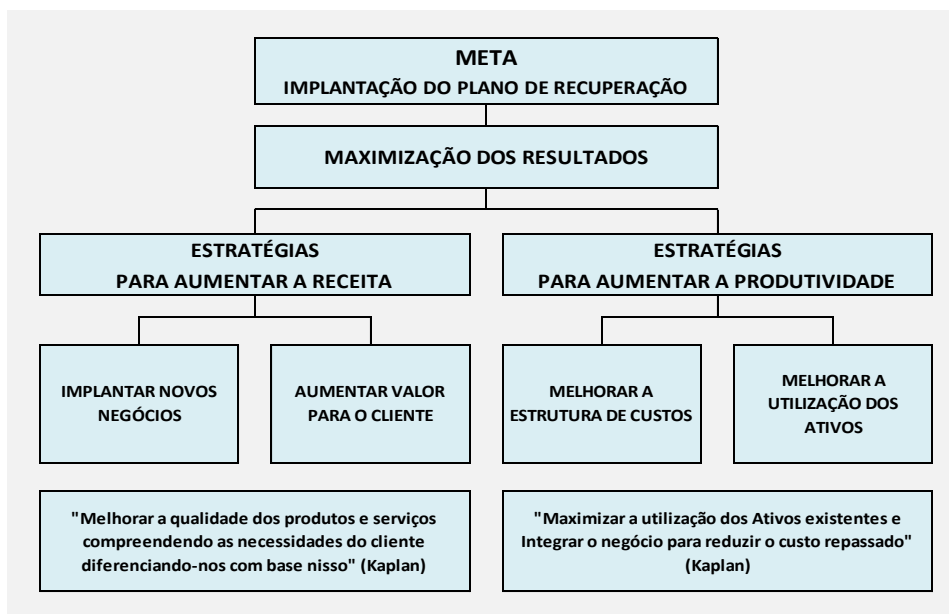 META
IMPLANTAÇÃO DO PLANO DE RECUPERAÇÃO
MAXIMIZAÇÃO DOS RESULTADOS
ESTRATÉGIAS
PARA AUMENTAR A RECEITA
ESTRATÉGIAS
PARA AUMENTAR A PRODUTIVIDADE
IMPLANTAR NOVOS
NEGÓCIOS
AUMENTAR VALOR
PARA O CLIENTE
MELHORAR A
ESTRUTURA DE CUSTOS
MELHORAR A
UTILIZAÇÃO DOS
ATIVOS
"Melhorar a qualidade dos produtos e serviços
compreendendo as necessidades do cliente
diferenciando-nos com base nisso" (Kaplan)
"Maximizar a utilização dos Ativos existentes e
Integrar o negócio para reduzir o custo repassado"
(Kaplan)